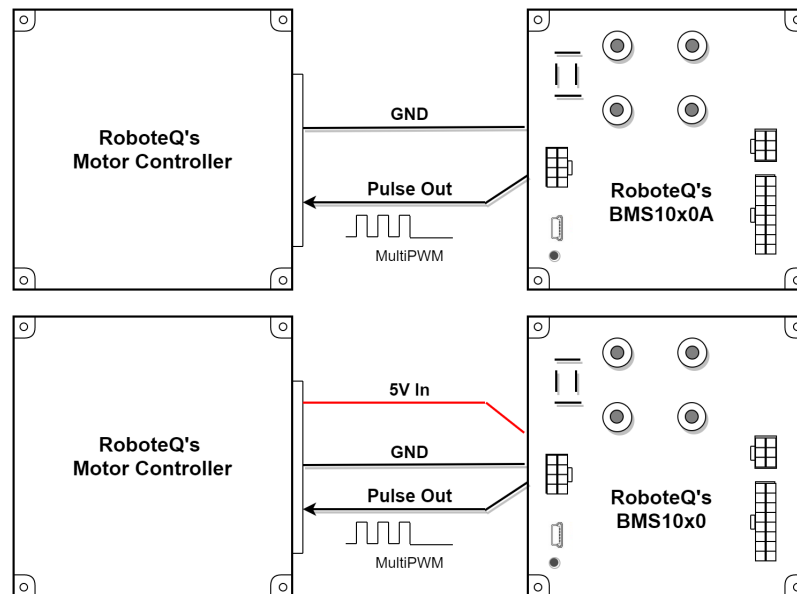 RoboteQ's
Motor Controller
GND
Pulse Out
MultiPWM
RoboteQ's
BMS10x0A
RoboteQ's
Motor Controller
5V In
GND
Pulse Out
MultiPWM
RoboteQ's
BMS10x0